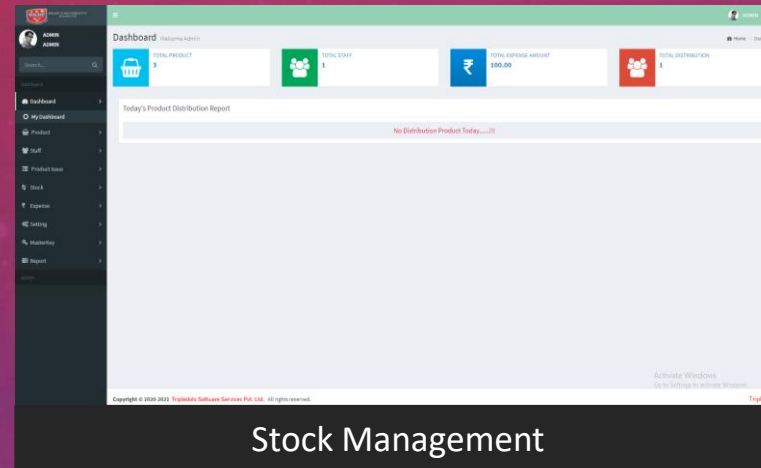 ADMIN
ADMIN
ADMIN
Search...
Dashboard
My Dashboard
Product
Staff
Product Issue
Stock
Expense
Setting
MasterKey
Report
Dashboard Welcome Admin
Home
TOTAL PRODUCT
3
TOTAL STAFF
1
TOTAL EXPENSE AMOUNT
100.00
TOTAL DISTRIBUTION
1
Today's Product Distribution Report
No Distribution Product Today.....!!!
Activate Windows
Go to Settings to activate Windows.
Copyright © 2020-2021 Tripledots Software Services Pvt. Ltd. All rights reserved.
Stock Management